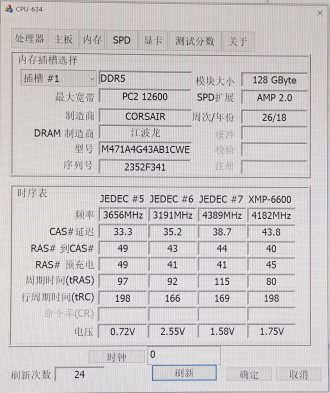 CPU-634
处理器 主板 内存 SPD 显卡 测试分数 关于
内存插槽选择
插槽 #1 DDR5 模块大小 128 GByte
最大宽带 PC2 12600 SPD扩展 AMP 2.0
制造商 CORSAIR 周次/年份 26/18
DRAM 制造商 江波龙 缓冲
型号 M471A4G43AB1CWE 校验
序列号 2352F341 注册
时序表
JEDEC #5 JEDEC #6 JEDEC #7 XMP-6600
频率 3656MHz 3191MHz 4389MHz 4182MHz
CAS#延迟 33.3 35.2 38.7 43.8
RAS# 到CAS# 49 43 44 40
RAS# 预充电 49 41 41 45
周期时间(tRAS) 97 92 115 80
行周期时间(tRC) 198 166 169 198
命令率(CR)
电压 0.72V 2.55V 1.58V 1.75V
时钟 0
刷新次数 24 刷新 确定 取消